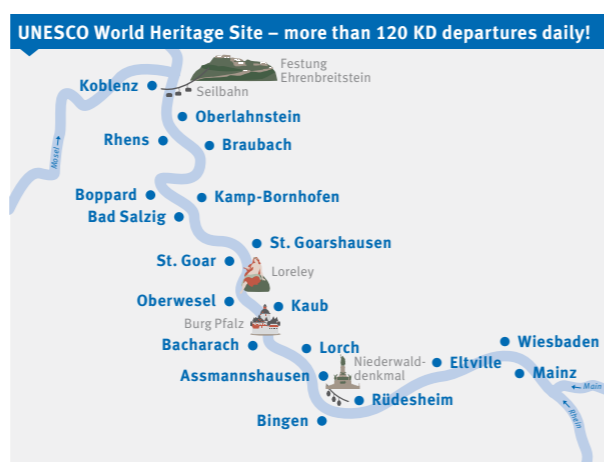 UNESCO World Heritage Site – more than 120 KD departures daily!
Festung
Ehrenbreitstein
Koblenz
Seilbahn
Oberlahnstein
Mosel →
Rhens
Braubach
Boppard
Kamp-Bornhofen
Bad Salzig
St. Goarshausen
St. Goar
Loreley
Oberwesel
Kaub
Burg Pfalz
Bacharach
Lorch
Wiesbaden
Niederwald-
denkmal
Eltville
Assmannshausen
Mainz
← Main
Rüdesheim
← Rhein
Bingen